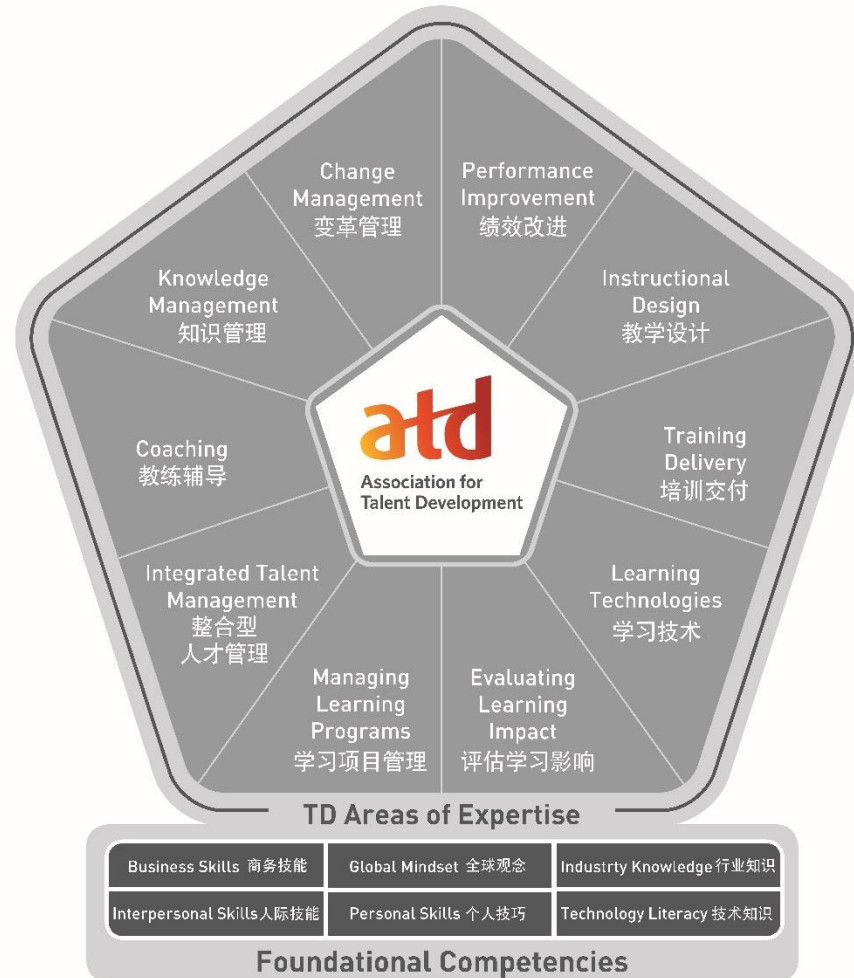 Change
Management
变革管理
Performance
Improvement
绩效改进
Knowledge
Management
知识管理
Instructional
Design
教学设计
Coaching
教练辅导
atd
Association for
Talent Development
Training
Delivery
培训交付
Integrated Talent
Management
整合型
人才管理
Learning
Technologies
学习技术
Managing
Learning
Programs
学习项目管理
Evaluating
Learning
Impact
评估学习影响
TD Areas of Expertise
Business Skills 商务技能
Global Mindset 全球观念
Industrty Knowledge 行业知识
Interpersonal Skills 人际技能
Personal Skills 个人技巧
Technology Literacy 技术知识
Foundational Competencies